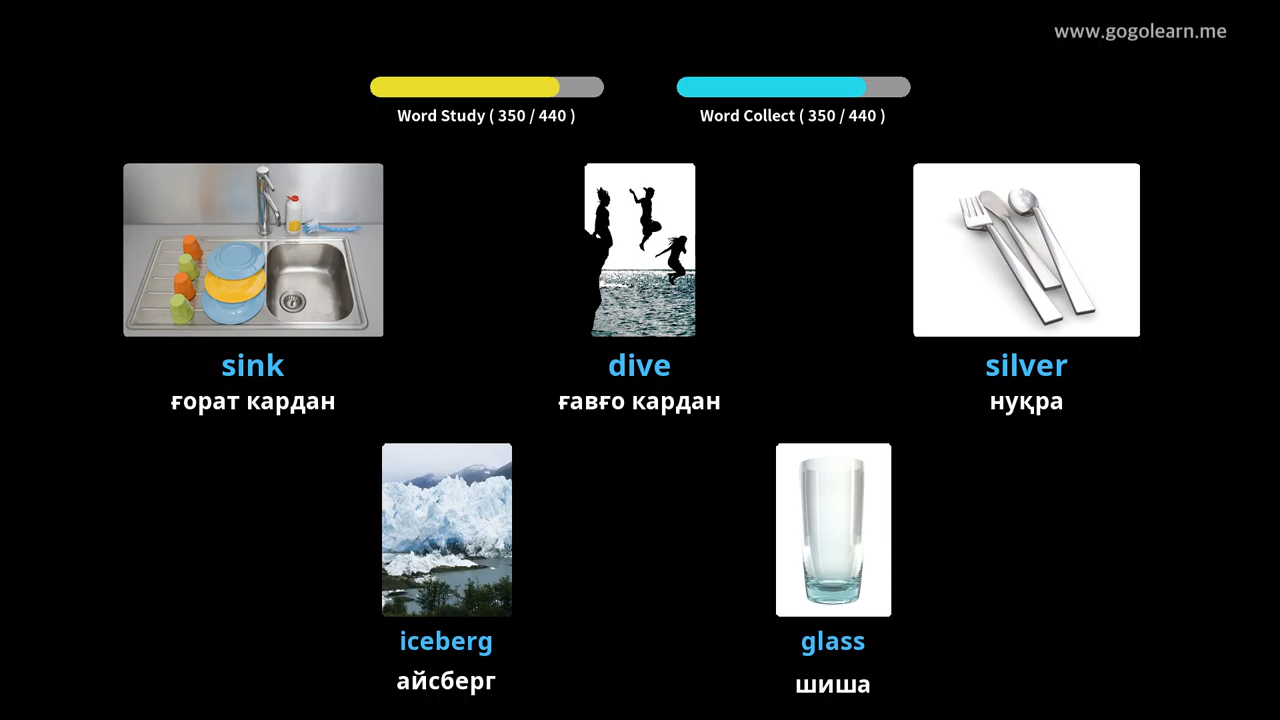 www.gogolearn.me
Word Study ( 350 / 440 )
Word Collect ( 350 / 440 )
sink
ғорат кардан
dive
ғавғо кардан
silver
нуқра
iceberg
айсберг
glass
шиша